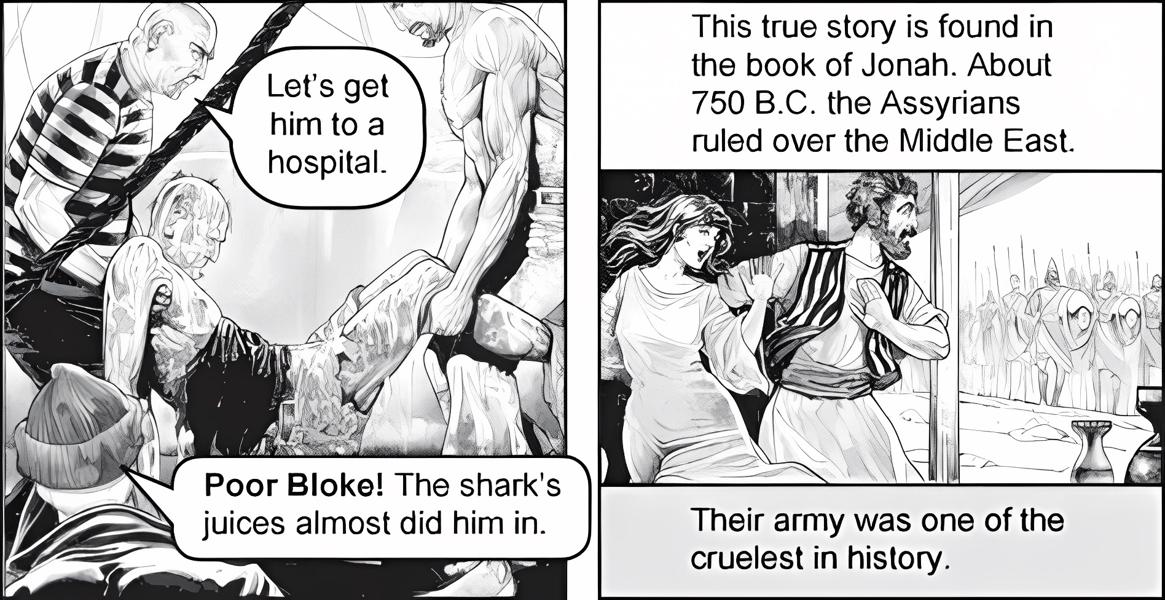 Let's get
him to a
hospital.
Poor Bloke! The shark's
juices almost did him in.
This true story is found in
the book of Jonah. About
750 B.C. the Assyrians
ruled over the Middle East.
Their army was one of the
cruelest in history.